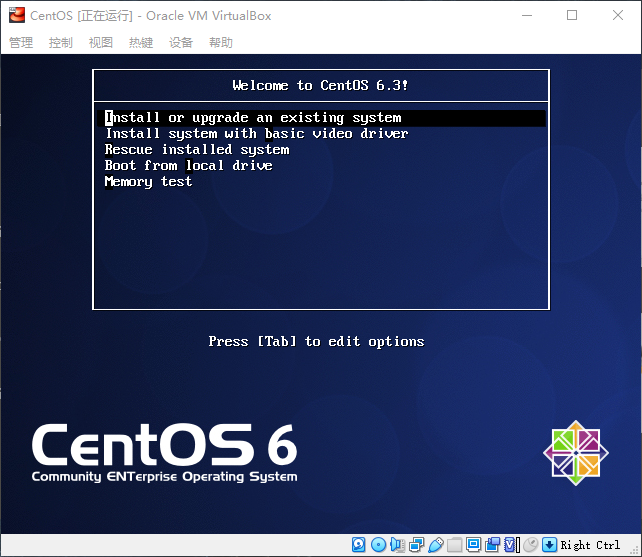 CentOS [正在运行] - Oracle VM VirtualBox
管理 控制 视图 热键 设备 帮助
Welcome to CentOS 6.3!
Install or upgrade an existing system
Install system with basic video driver
Rescue installed system
Boot from local drive
Memory test
Press [Tab] to edit options
CentOS 6
Community ENTerprise Operating System
Right Ctrl